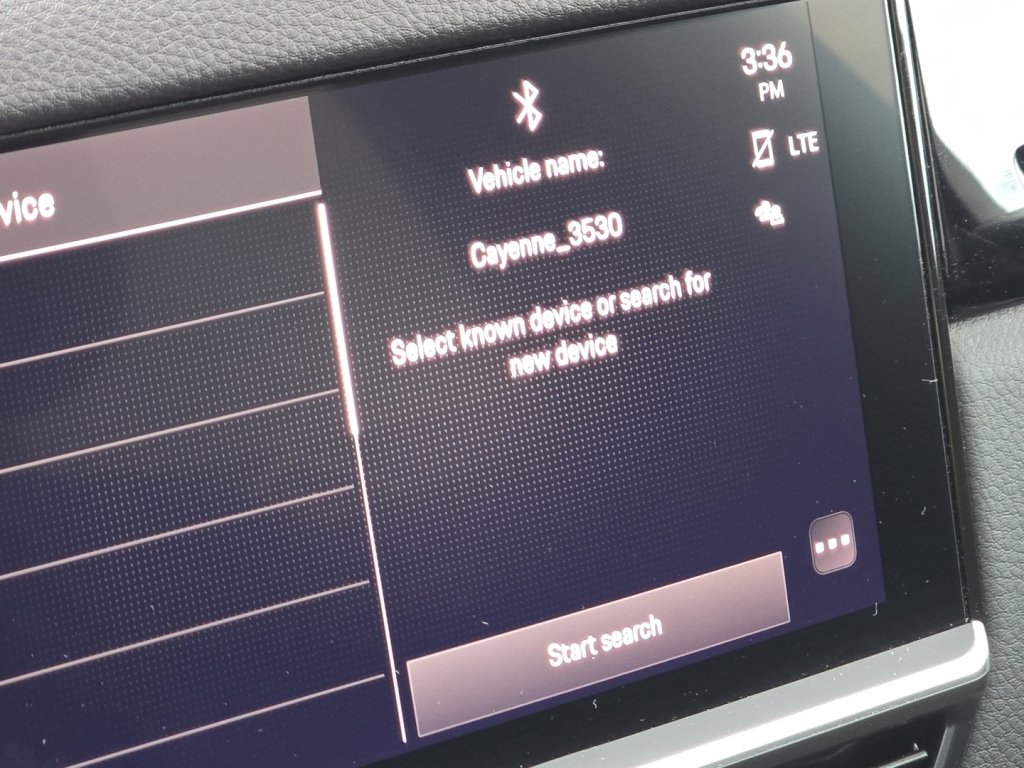 vice
3:36
PM
LTE
Vehicle name:
Cayenne_3530
Select known device or search for
new device
Start search